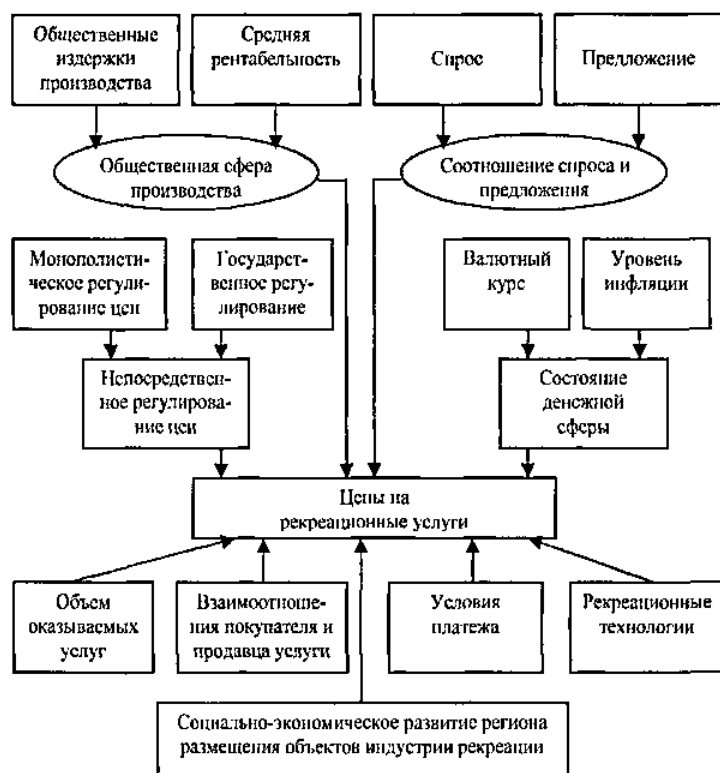 Общественные
издержки
производства
Средняя
рентабельность
Спрос
Предложение
Общественная сфера
производства
Соотношение спроса и
предложения
Монополисти-
ческое регули-
рование цен
Государст-
венное регу-
лирование
Валютный
курс
Уровень
инфляции
Непосредствен-
ное регулирова-
ние цен
Состояние
денежной
сферы
Цены на
рекреационные услуги
Объем
оказываемых
услуг
Взаимоотноше-
ния покупателя и
продавца услуги
Условия
платежа
Рекреационные
технологии
Социально-экономическое развитие региона
размещения объектов индустрии рекреации